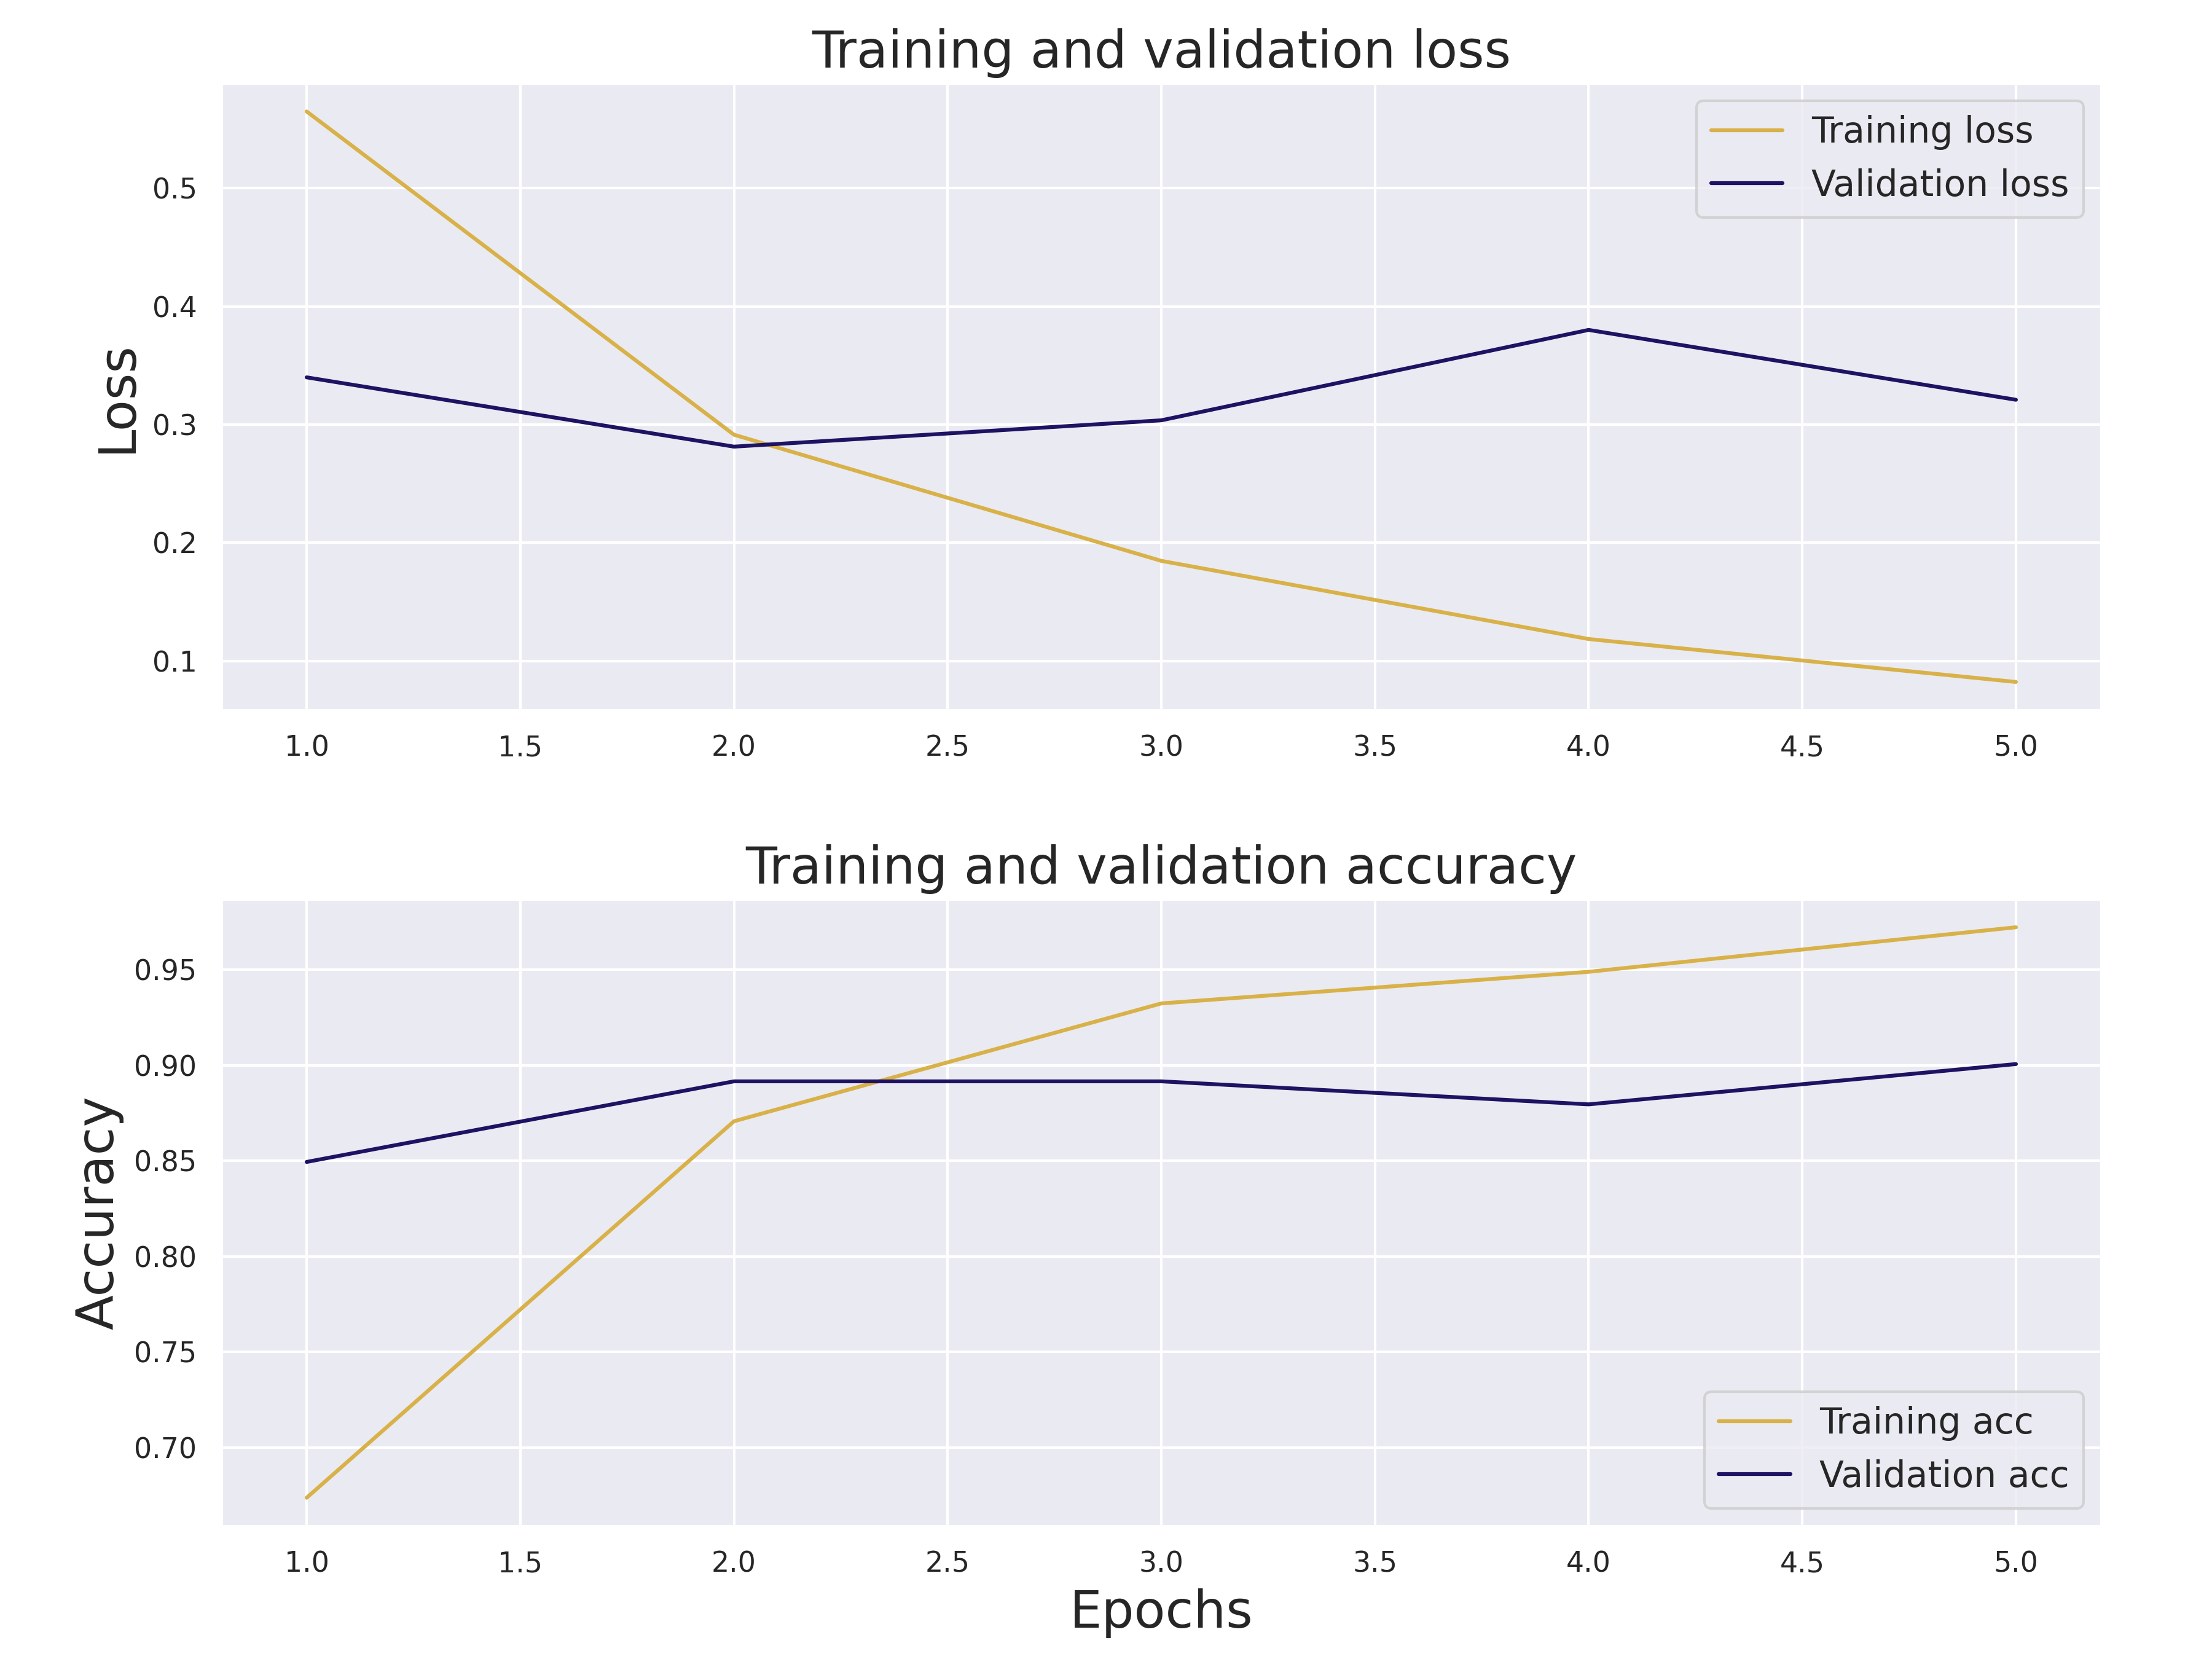 Training and validation loss
Training loss
Validation loss
Loss
0.5
0.4
0.3
0.2
0.1
1.0 1.5 2.0 2.5 3.0 3.5 4.0 4.5 5.0
Training and validation accuracy
Accuracy
0.95
0.90
0.85
0.80
0.75
0.70
Training acc
Validation acc
1.0 1.5 2.0 2.5 3.0 3.5 4.0 4.5 5.0
Epochs